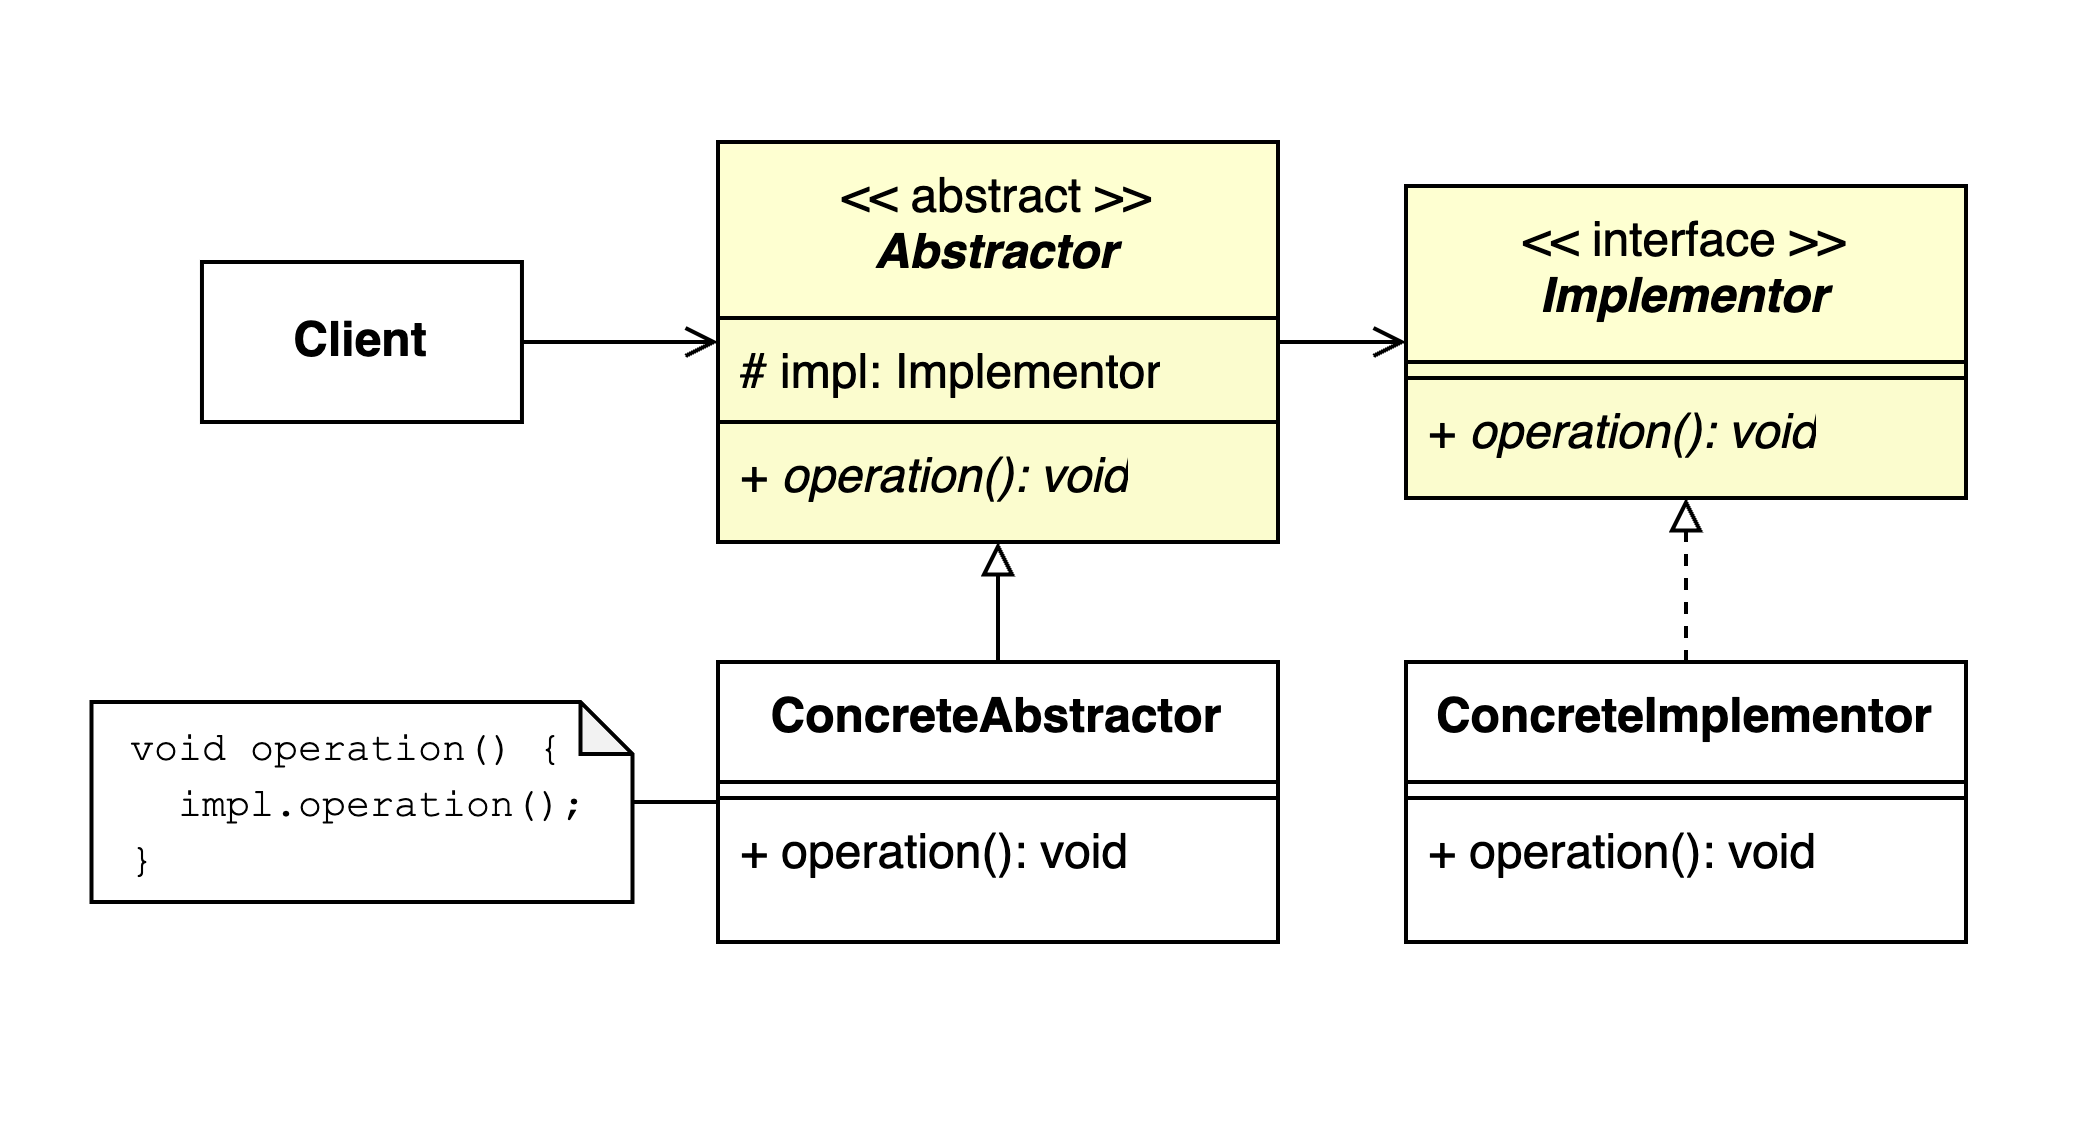 Client
<< abstract >>
Abstractor
# impl: Implementor
+ operation(): void
<< interface >>
Implementor
+ operation(): void
void operation() {
  impl.operation();
}
ConcreteAbstractor
+ operation(): void
ConcreteImplementor
+ operation(): void